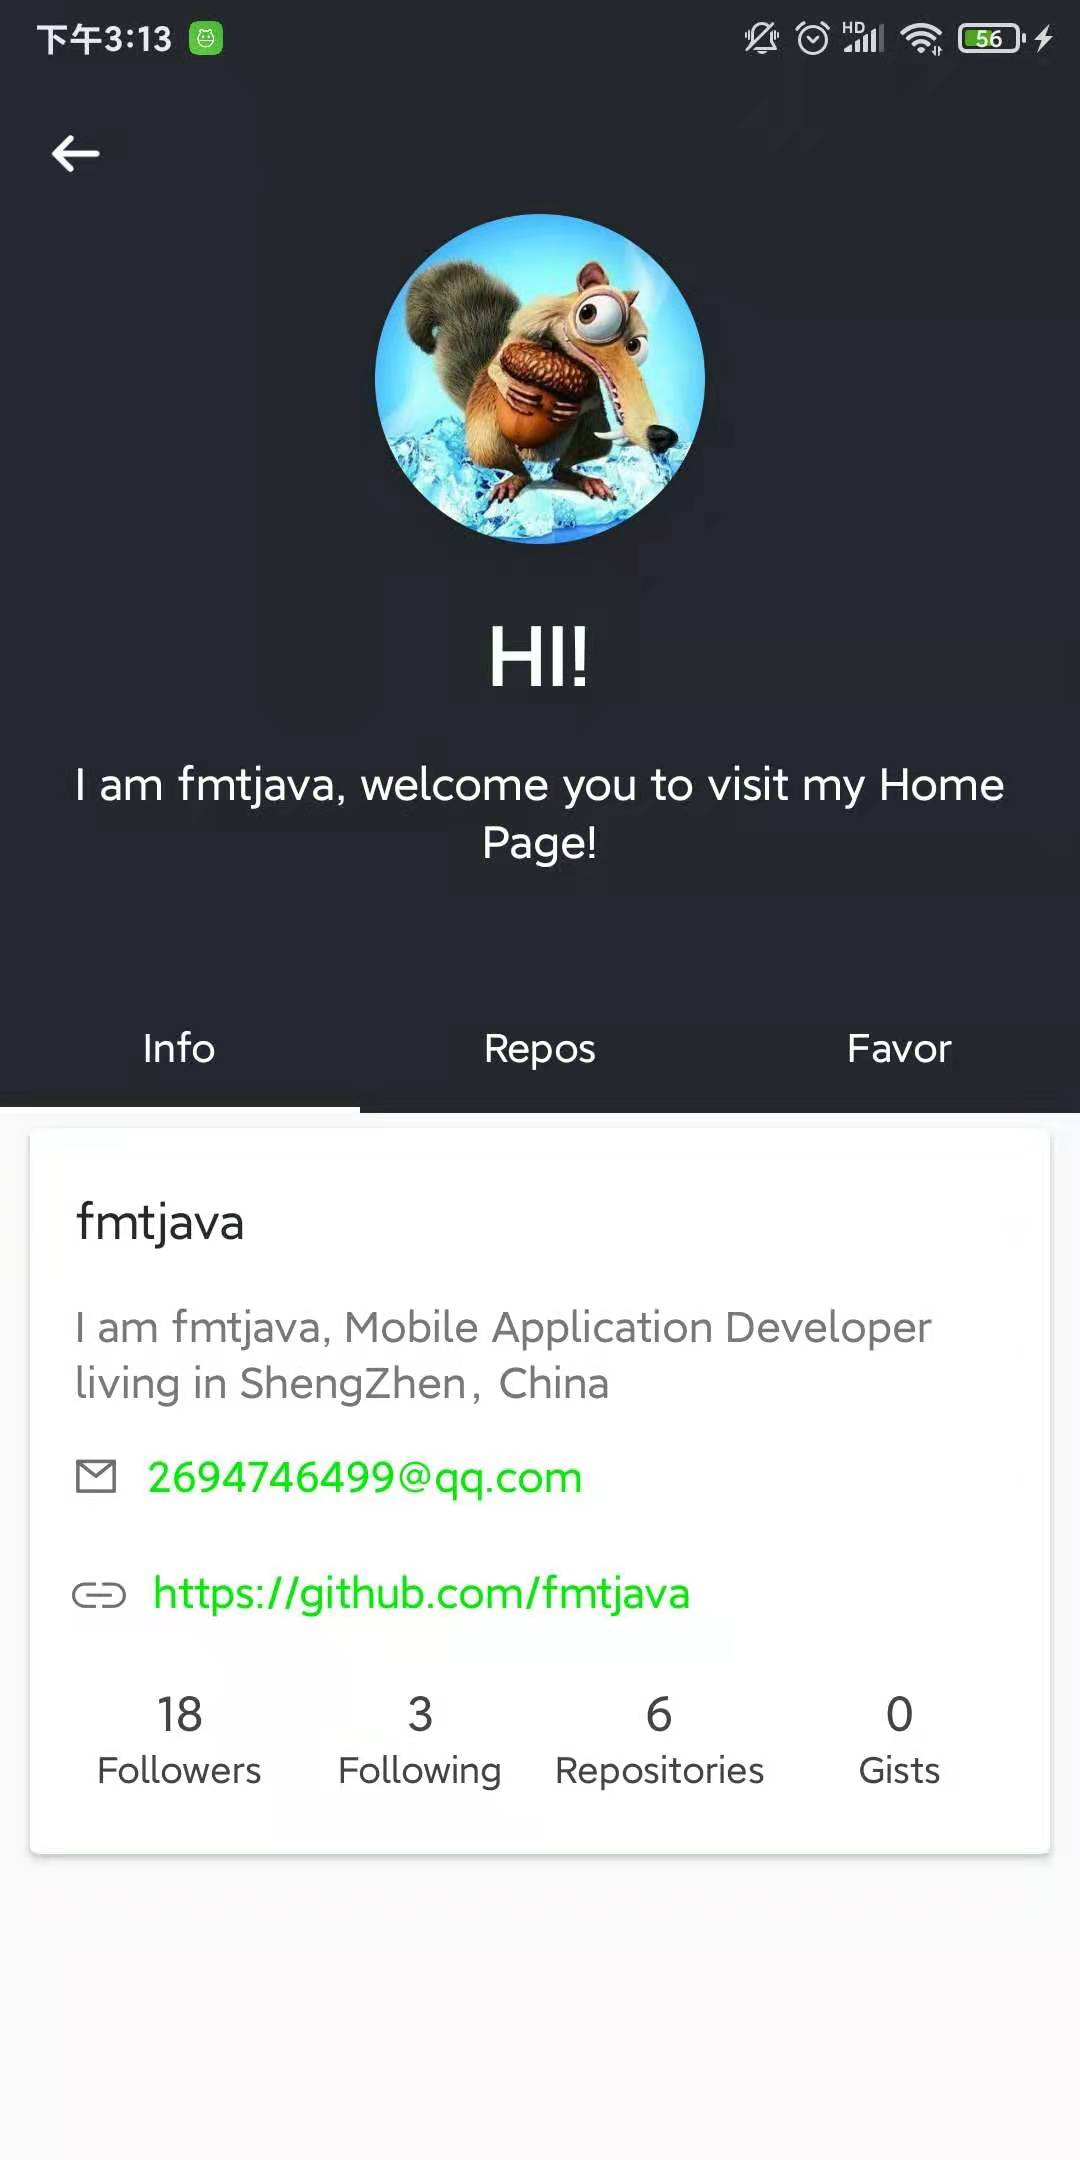 下午3:13
HD
56
HI!
I am fmtjava, welcome you to visit my Home
Page!
Info Repos Favor
fmtjava
I am fmtjava, Mobile Application Developer
living in ShengZhen，China
2694746499@qq.com
https://github.com/fmtjava
18 3 6 0
Followers Following Repositories Gists